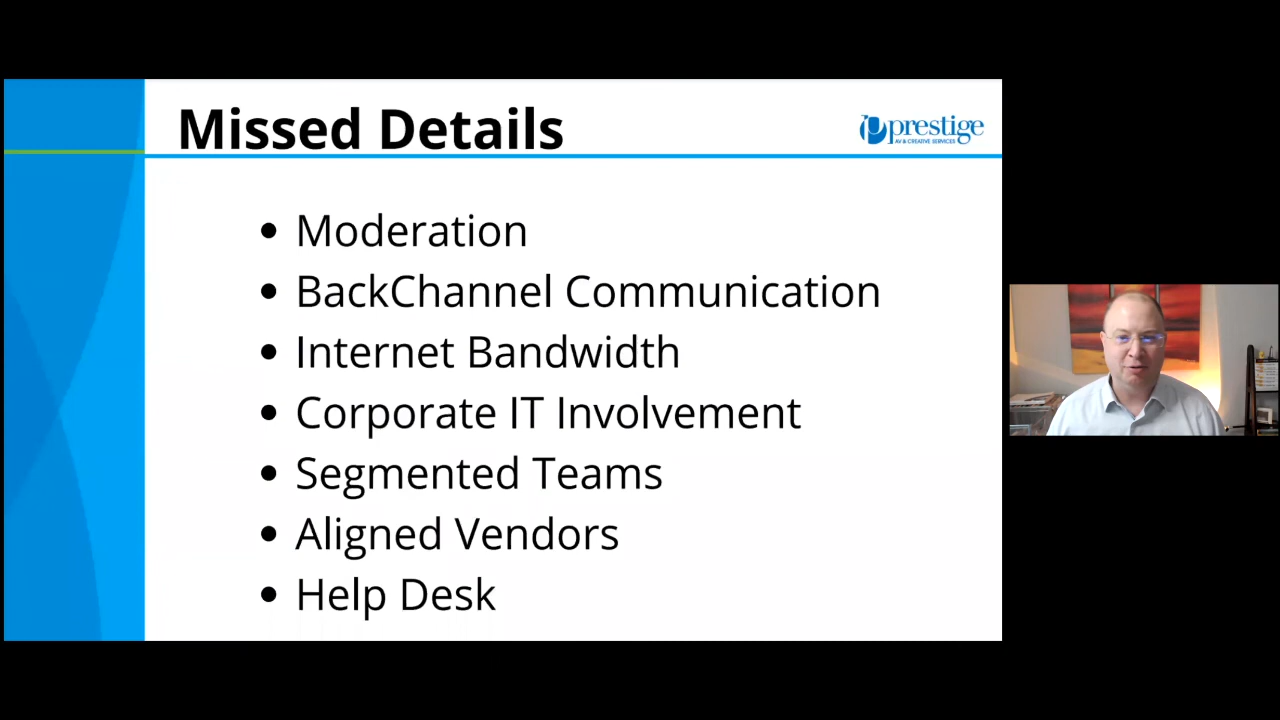 Missed Details
prestige
AV & CREATIVE SERVICES
Moderation
BackChannel Communication
Internet Bandwidth
Corporate IT Involvement
Segmented Teams
Aligned Vendors
Help Desk